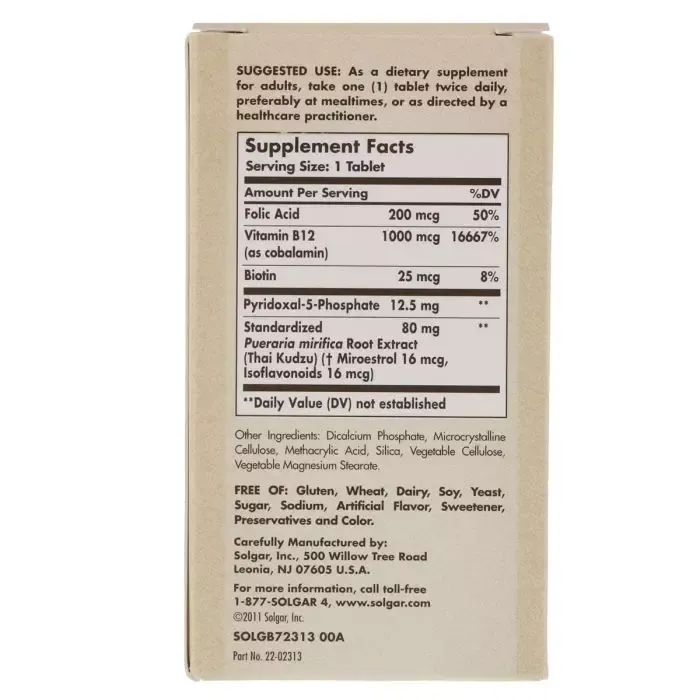 SUGGESTED USE: As a dietary supplement
for adults, take one (1) tablet twice daily,
preferably at mealtimes, or as directed by a
healthcare practitioner.
Supplement Facts
Serving Size: 1 Tablet
Amount Per Serving %DV
Folic Acid 200 mcg 50%
Vitamin B12 1000 mcg 16667%
(as cobalamin)
Biotin 25 mcg 8%
Pyridoxal-5-Phosphate 12.5 mg **
Standardized 80 mg **
Pueraria mirifica Root Extract
(Thai Kudzu) († Miroestrol 16 mcg,
Isoflavonoids 16 mcg)
**Daily Value (DV) not established
Other Ingredients: Dicalcium Phosphate, Microcrystalline
Cellulose, Methacrylic Acid, Silica, Vegetable Cellulose,
Vegetable Magnesium Stearate.
FREE OF: Gluten, Wheat, Dairy, Soy, Yeast,
Sugar, Sodium, Artificial Flavor, Sweetener,
Preservatives and Color.
Carefully Manufactured by:
Solgar, Inc., 500 Willow Tree Road
Leonia, NJ 07605 U.S.A.
For more information, call toll-free
1-877-SOLGAR 4, www.solgar.com
©2011 Solgar, Inc.
SOLGB72313 00A
Part No. 22-02313